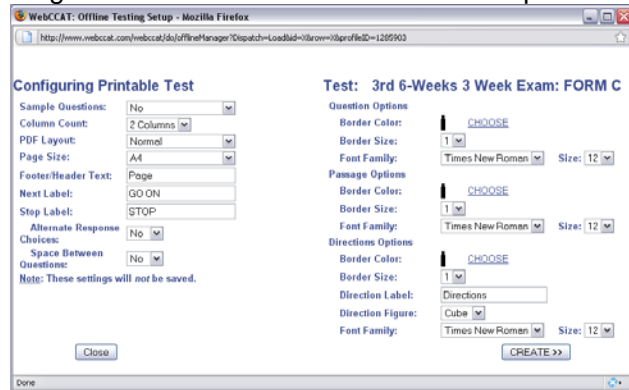 WebCCAT: Offline Testing Setup - Mozilla Firefox
http://www.webccat.com/webccat/do/offlineManager?Dispatch=Load&id=X&row=X&profileID=1285903
Configuring Printable Test
Sample Questions: No
Column Count: 2 Columns
PDF Layout: Normal
Page Size: A4
Footer/Header Text: Page
Next Label: GO ON
Stop Label: STOP
Alternate Response Choices: No
Space Between Questions: No
Note: These settings will not be saved.
Close
Test: 3rd 6-Weeks 3 Week Exam: FORM C
Question Options
Border Color: CHOOSE
Border Size: 1
Font Family: Times New Roman Size: 12
Passage Options
Border Color: CHOOSE
Border Size: 1
Font Family: Times New Roman Size: 12
Directions Options
Border Color: CHOOSE
Border Size: 1
Direction Label: Directions
Direction Figure: Cube
Font Family: Times New Roman Size: 12
CREATE >>
Done